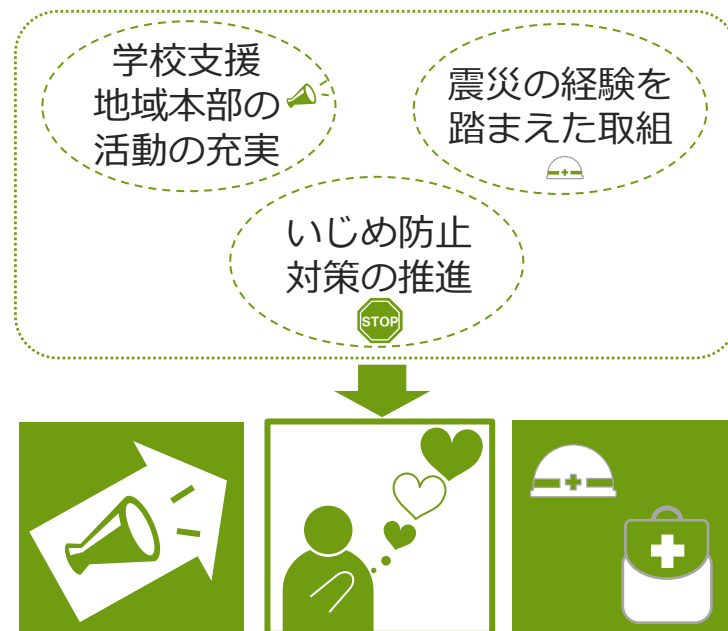 学校支援
地域本部の
活動の充実
震災の経験を
踏まえた取組
いじめ防止
対策の推進
STOP